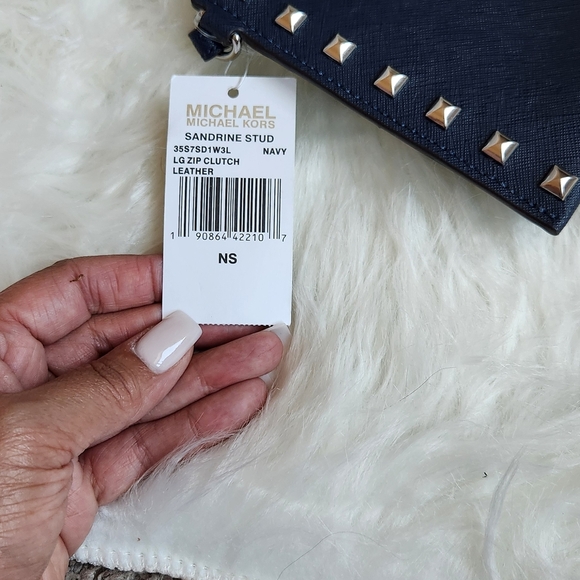 MICHAEL
MICHAEL KORS
SANDRINE STUD
35S7SD1W3L NAVY
LG ZIP CLUTCH
LEATHER
1 90864 42210 7
NS